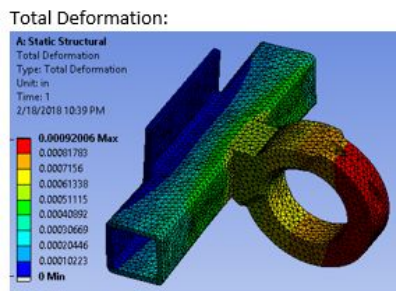 Total Deformation:
A: Static Structural
Total Deformation
Type: Total Deformation
Unit: in
Time: 1
2/18/2018 10:39 PM
0.00092006 Max
0.00081783
0.0007156
0.00061338
0.00051115
0.00040892
0.00030669
0.00020446
0.00010223
0 Min